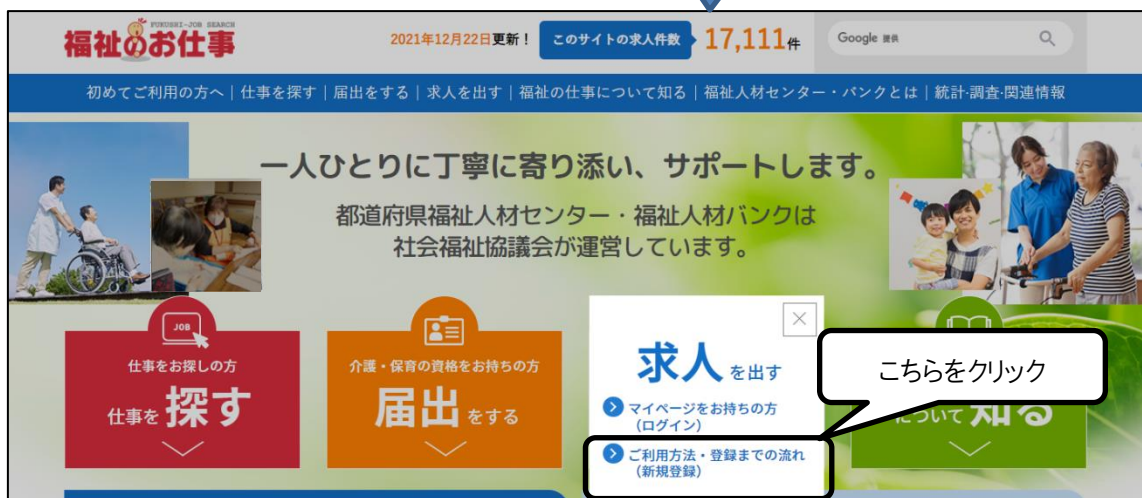 FUKUSHI-JOB SEARCH
福祉のお仕事
2021年12月22日更新！
このサイトの求人件数
17,111件
Google 提供
初めてご利用の方へ｜仕事を探す｜届出をする｜求人を出す｜福祉の仕事について知る｜福祉人材センター・バンクとは｜統計・調査・関連情報
一人ひとりに丁寧に寄り添い、サポートします。
都道府県福祉人材センター・福祉人材バンクは
社会福祉協議会が運営しています。
JOB
仕事をお探しの方
仕事を探す
介護・保育の資格をお持ちの方
届出をする
求人を出す
マイページをお持ちの方
（ログイン）
ご利用方法・登録までの流れ
（新規登録）
こちらをクリック
について知る